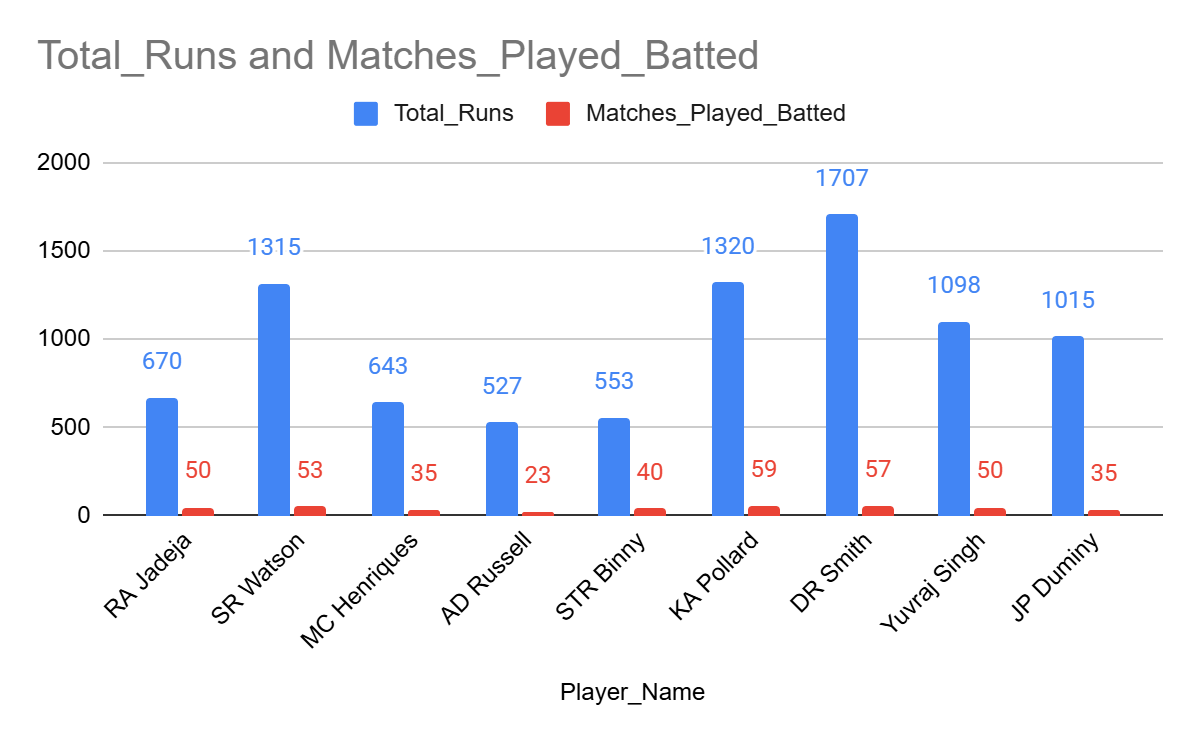 Total_Runs and Matches_Played_Batted
Total_Runs
Matches_Played_Batted
2000
1500
1000
500
0
670
1315
643
527
553
1320
1707
1098
1015
50
53
35
23
40
59
57
50
35
RA Jadeja
SR Watson
MC Henriques
AD Russell
STR Binny
KA Pollard
DR Smith
Yuvraj Singh
JP Duminy
Player_Name